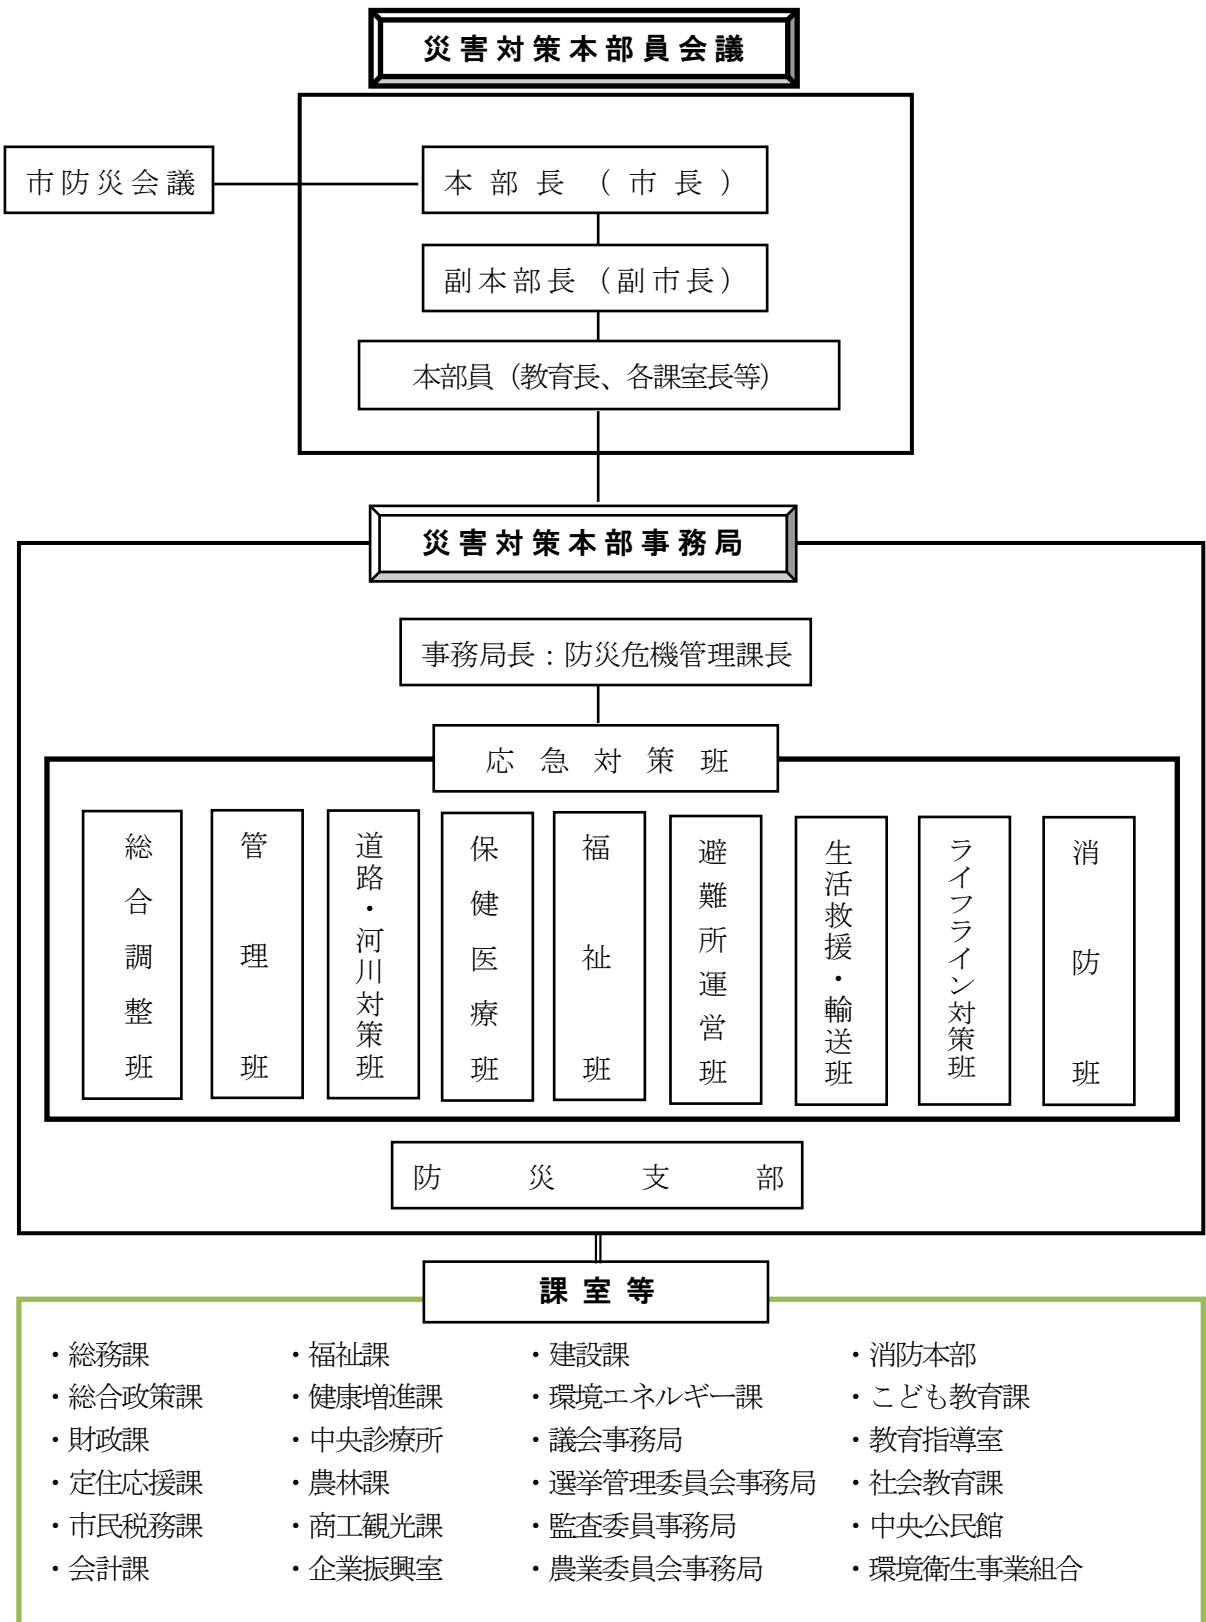 災害対策本部員会議
市防災会議
本部長（市長）
副本部長（副市長）
本部員（教育長、各課室長等）
災害対策本部事務局
事務局長：防災危機管理課長
応急対策班
総合調整班
管理班
道路・河川対策班
保健医療班
福祉班
避難所運営班
生活救援・輸送班
ライフライン対策班
消防班
防災支部
課室等
・総務課
・総合政策課
・財政課
・定住応援課
・市民税務課
・会計課
・福祉課
・健康増進課
・中央診療所
・農林課
・商工観光課
・企業振興室
・建設課
・環境エネルギー課
・議会事務局
・選挙管理委員会事務局
・監査委員事務局
・農業委員会事務局
・消防本部
・こども教育課
・教育指導室
・社会教育課
・中央公民館
・環境衛生事業組合